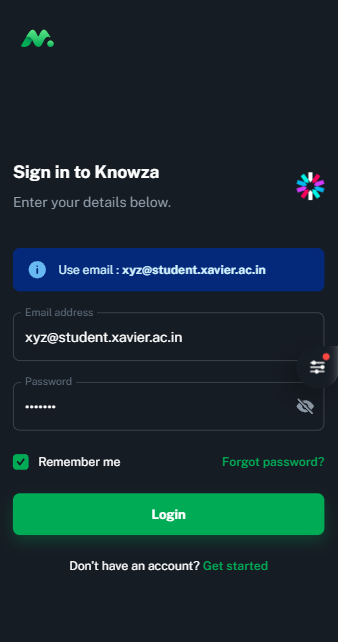 Sign in to Knowza
Enter your details below.
Use email : xyz@student.xavier.ac.in
Email address
xyz@student.xavier.ac.in
Password
•••••••
Remember me
Forgot password?
Login
Don't have an account? Get started